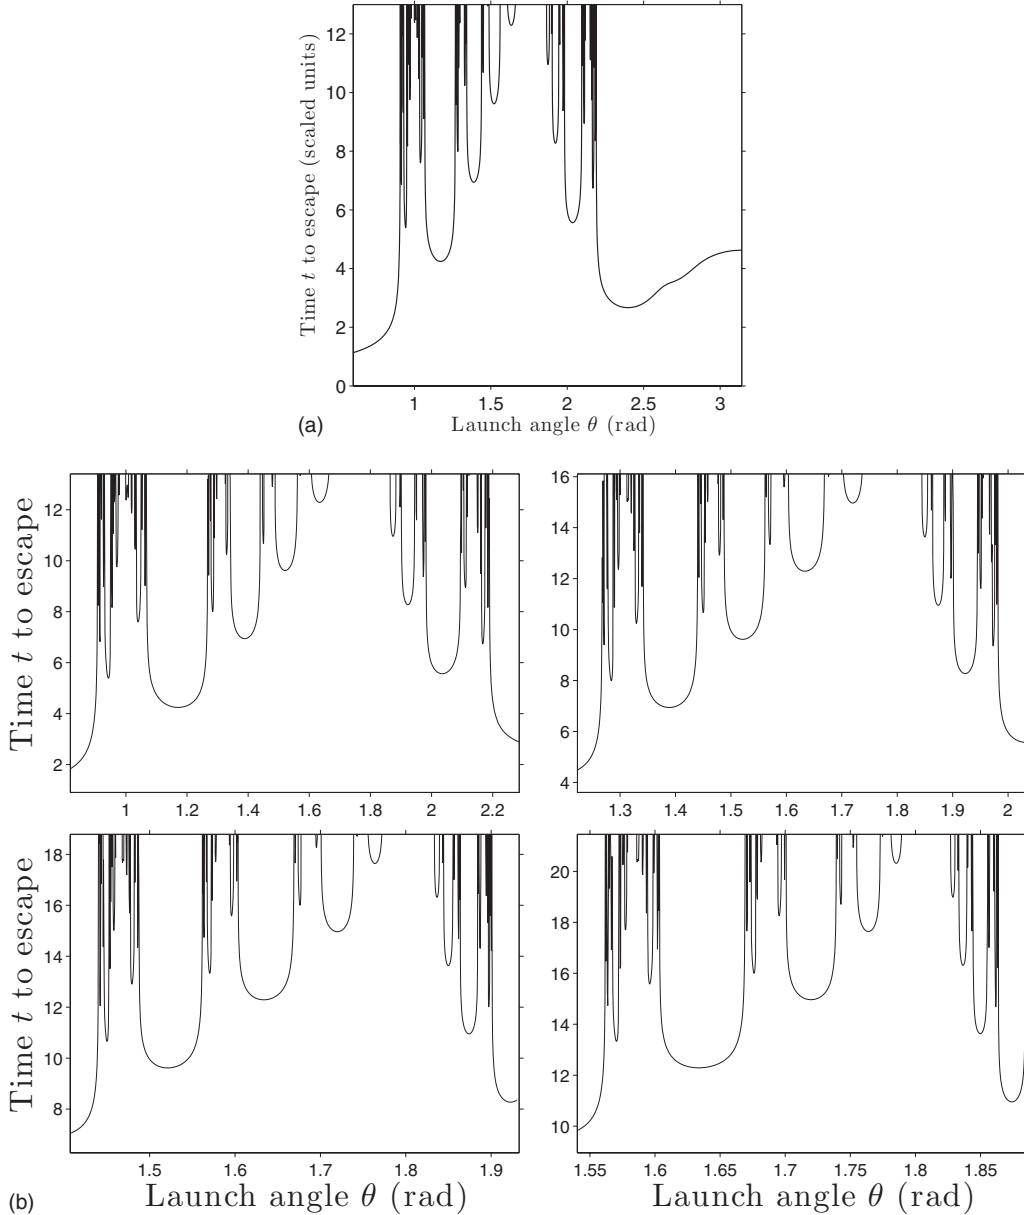 12
10
8
6
4
2
0
Time t to escape (scaled units)
1 1.5 2 2.5 3
(a) Launch angle θ (rad)
12
10
8
6
4
2
Time t to escape
1 1.2 1.4 1.6 1.8 2 2.2
16
14
12
10
8
6
4
1.3 1.4 1.5 1.6 1.7 1.8 1.9 2
18
16
14
12
10
8
Time t to escape
1.5 1.6 1.7 1.8 1.9
(b) Launch angle θ (rad)
20
18
16
14
12
10
1.55 1.6 1.65 1.7 1.75 1.8 1.85
Launch angle θ (rad)